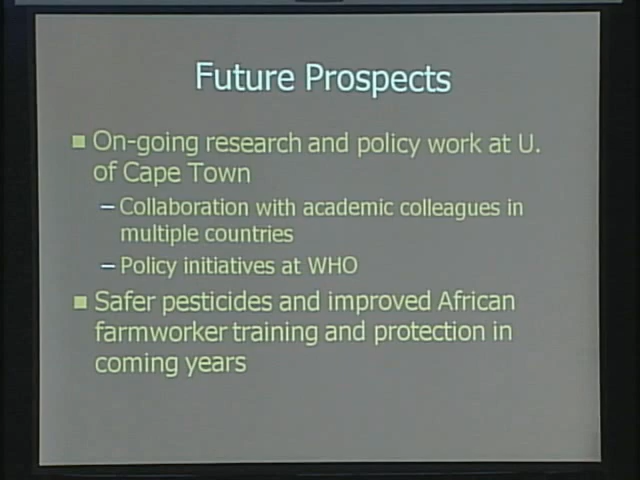 Future Prospects
On-going research and policy work at U.
of Cape Town
– Collaboration with academic colleagues in
multiple countries
– Policy initiatives at WHO
Safer pesticides and improved African
farmworker training and protection in
coming years